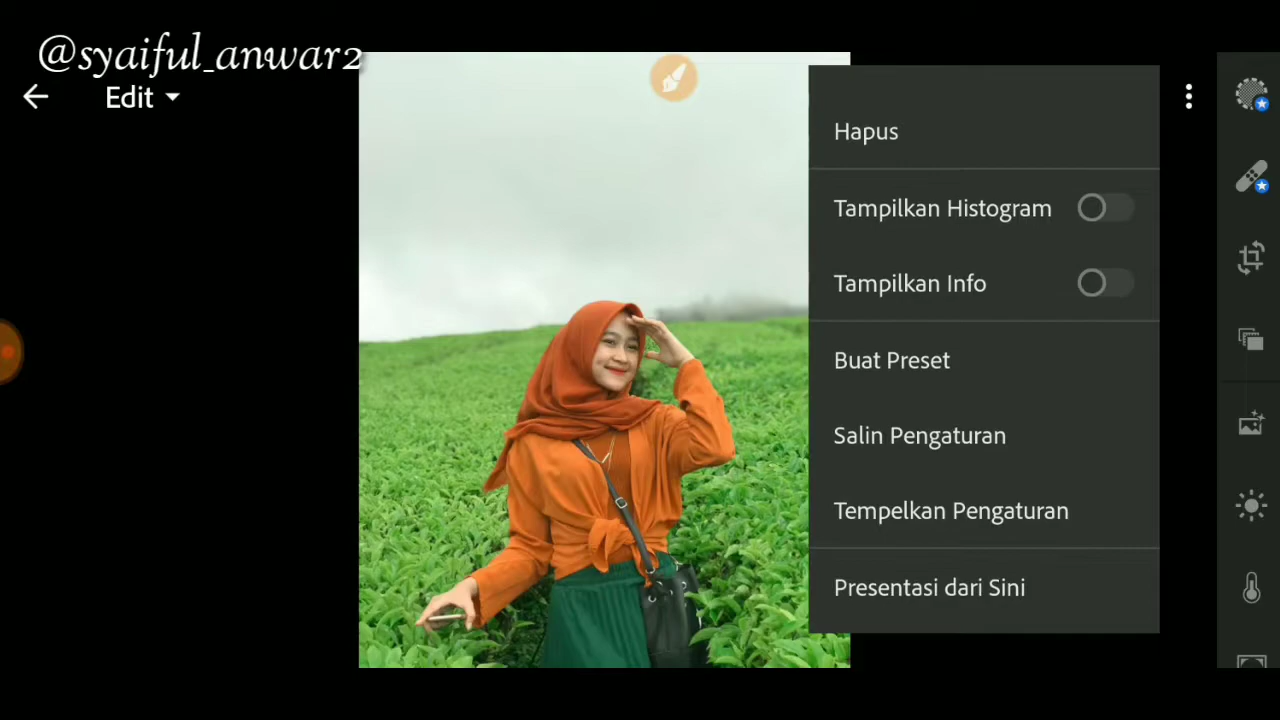 @syaiful_anwar2
Edit
Hapus
Tampilkan Histogram
Tampilkan Info
Buat Preset
Salin Pengaturan
Tempelkan Pengaturan
Presentasi dari Sini